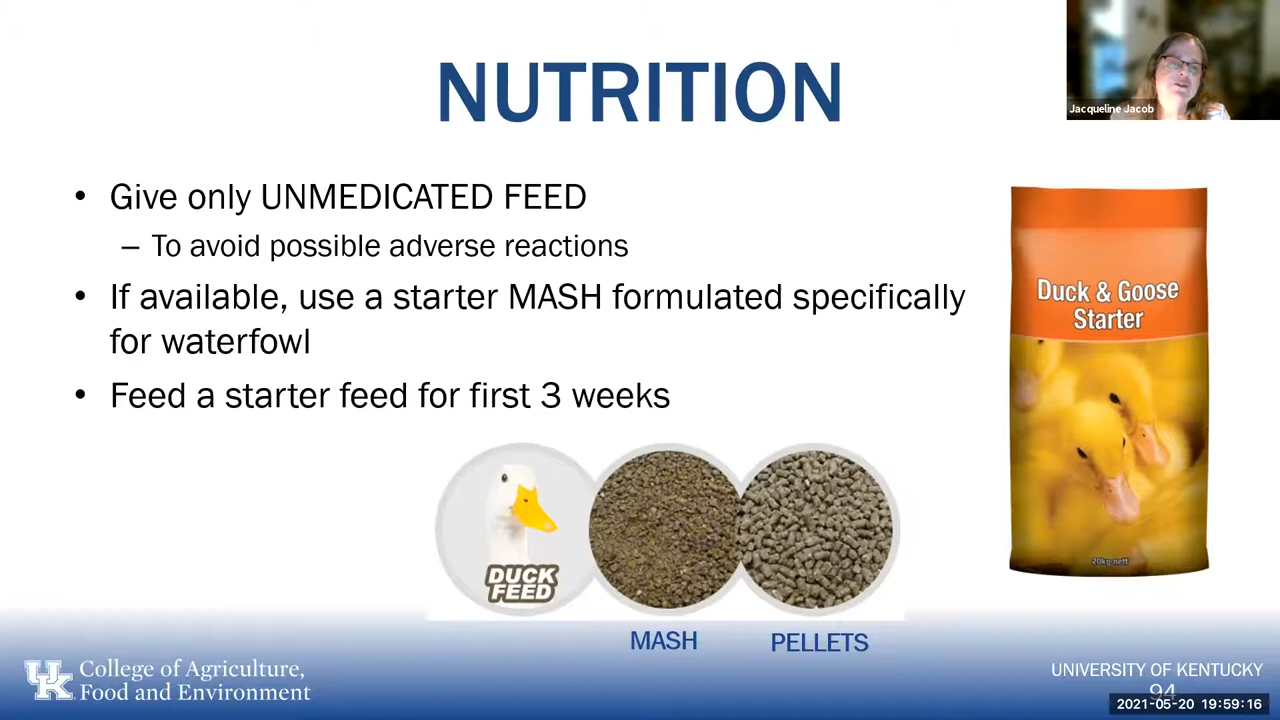 NUTRITION
Jacqueline Jacob
• Give only UNMEDICATED FEED
– To avoid possible adverse reactions
• If available, use a starter MASH formulated specifically
for waterfowl
• Feed a starter feed for first 3 weeks
Duck & Goose
Starter
20kg nett
DUCK
FEED
MASH
PELLETS
UK
College of Agriculture,
Food and Environment
UNIVERSITY OF KENTUCKY
94
2021-05-20 19:59:16